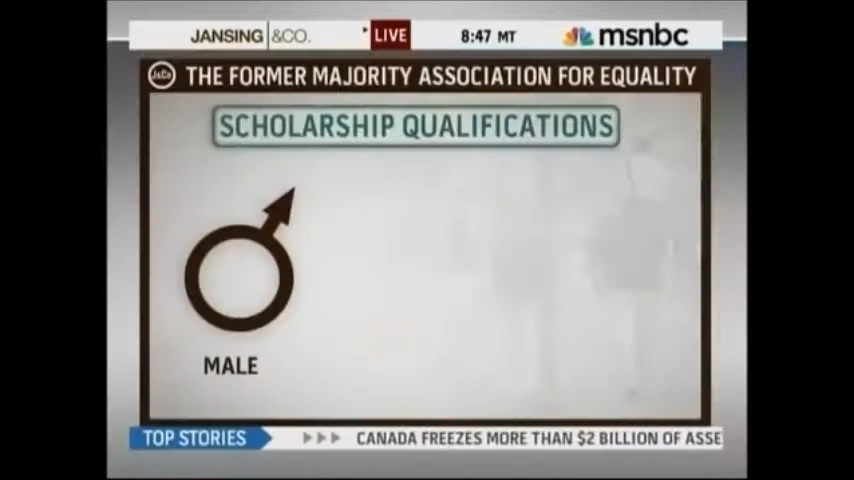 JANSING &CO. LIVE 8:47 MT msnbc
J&Co THE FORMER MAJORITY ASSOCIATION FOR EQUALITY
SCHOLARSHIP QUALIFICATIONS
MALE
TOP STORIES CANADA FREEZES MORE THAN $2 BILLION OF ASSE